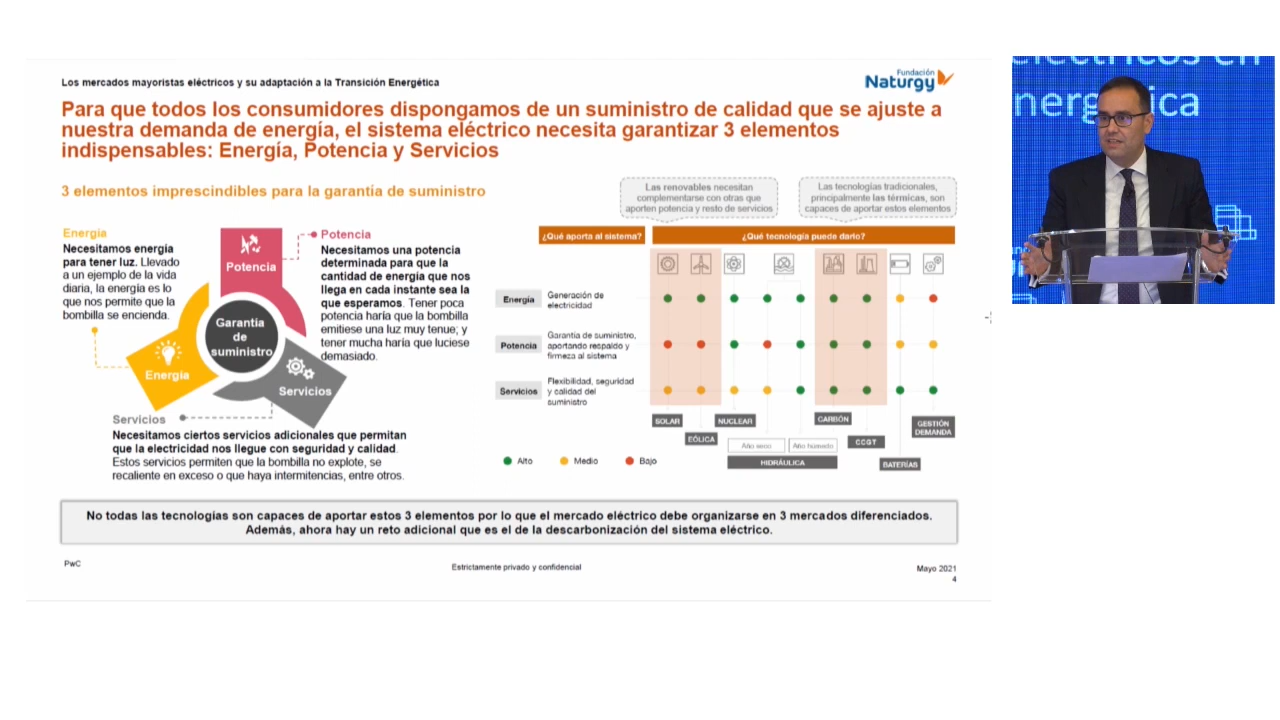 Los mercados mayoristas eléctricos y su adaptación a la Transición Energética
Fundación
Naturgy
Para que todos los consumidores dispongamos de un suministro de calidad que se ajuste a
nuestra demanda de energía, el sistema eléctrico necesita garantizar 3 elementos
indispensables: Energía, Potencia y Servicios
3 elementos imprescindibles para la garantía de suministro
Las renovables necesitan
complementarse con otras que
aporten potencia y resto de servicios
Las tecnologías tradicionales,
principalmente las térmicas, son
capaces de aportar estos elementos
Energía
Necesitamos energía
para tener luz. Llevado
a un ejemplo de la vida
diaria, la energía es lo
que nos permite que la
bombilla se encienda.
Potencia
Garantía
de
suministro
Energía
Servicios
Potencia
Necesitamos una potencia
determinada para que la
cantidad de energía que nos
llega en cada instante sea la
que esperamos. Tener poca
potencia haría que la bombilla
emitiese una luz muy tenue; y
tener mucha haría que luciese
demasiado.
Servicios
Necesitamos ciertos servicios adicionales que permitan
que la electricidad nos llegue con seguridad y calidad.
Estos servicios permiten que la bombilla no explote, se
recaliente en exceso o que haya intermitencias, entre otros.
¿Qué aporta al sistema?
¿Qué tecnología puede darlo?
Energía
Generación de
electricidad
Potencia
Garantía de suministro,
aportando respaldo y
firmeza al sistema
Servicios
Flexibilidad, seguridad
y calidad del
suministro
SOLAR
EÓLICA
NUCLEAR
Año seco
Año húmedo
HIDRÁULICA
CARBÓN
CCGT
BATERÍAS
GESTIÓN
DEMANDA
Alto
Medio
Bajo
No todas las tecnologías son capaces de aportar estos 3 elementos por lo que el mercado eléctrico debe organizarse en 3 mercados diferenciados.
Además, ahora hay un reto adicional que es el de la descarbonización del sistema eléctrico.
PwC
Estrictamente privado y confidencial
Mayo 2021
4